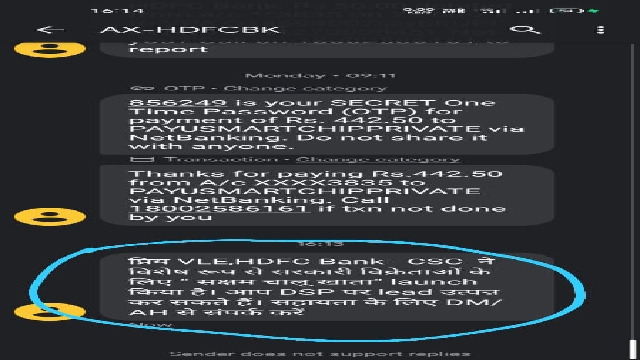 16:14
AX-HDFCBK
report
Monday • 09:11
OTP • Change category
856249 is your SECRET One
Time Password (OTP) for
payment of Rs. 442.50 to
PAYUSMARTCHIPPRIVATE via
NetBanking. Do not share it
with anyone.
Transaction • Change category
Thanks for paying Rs.442.50
from A/c XXXX3835 to
PAYUSMARTCHIPPRIVATE
via NetBanking. Call
18002586161 if txn not done
by you
16:13
प्रिय VLE,HDFC Bank - CSC ने
विशेष रूप से सरकारी विक्रेताओं के
लिए " सक्षम चालू खाता" launch
किया है। आप DSP पर lead उत्पन्न
कर सकते हैं। सहायता के लिए DM/
AH से संपर्क करें
Now
Sender does not support replies